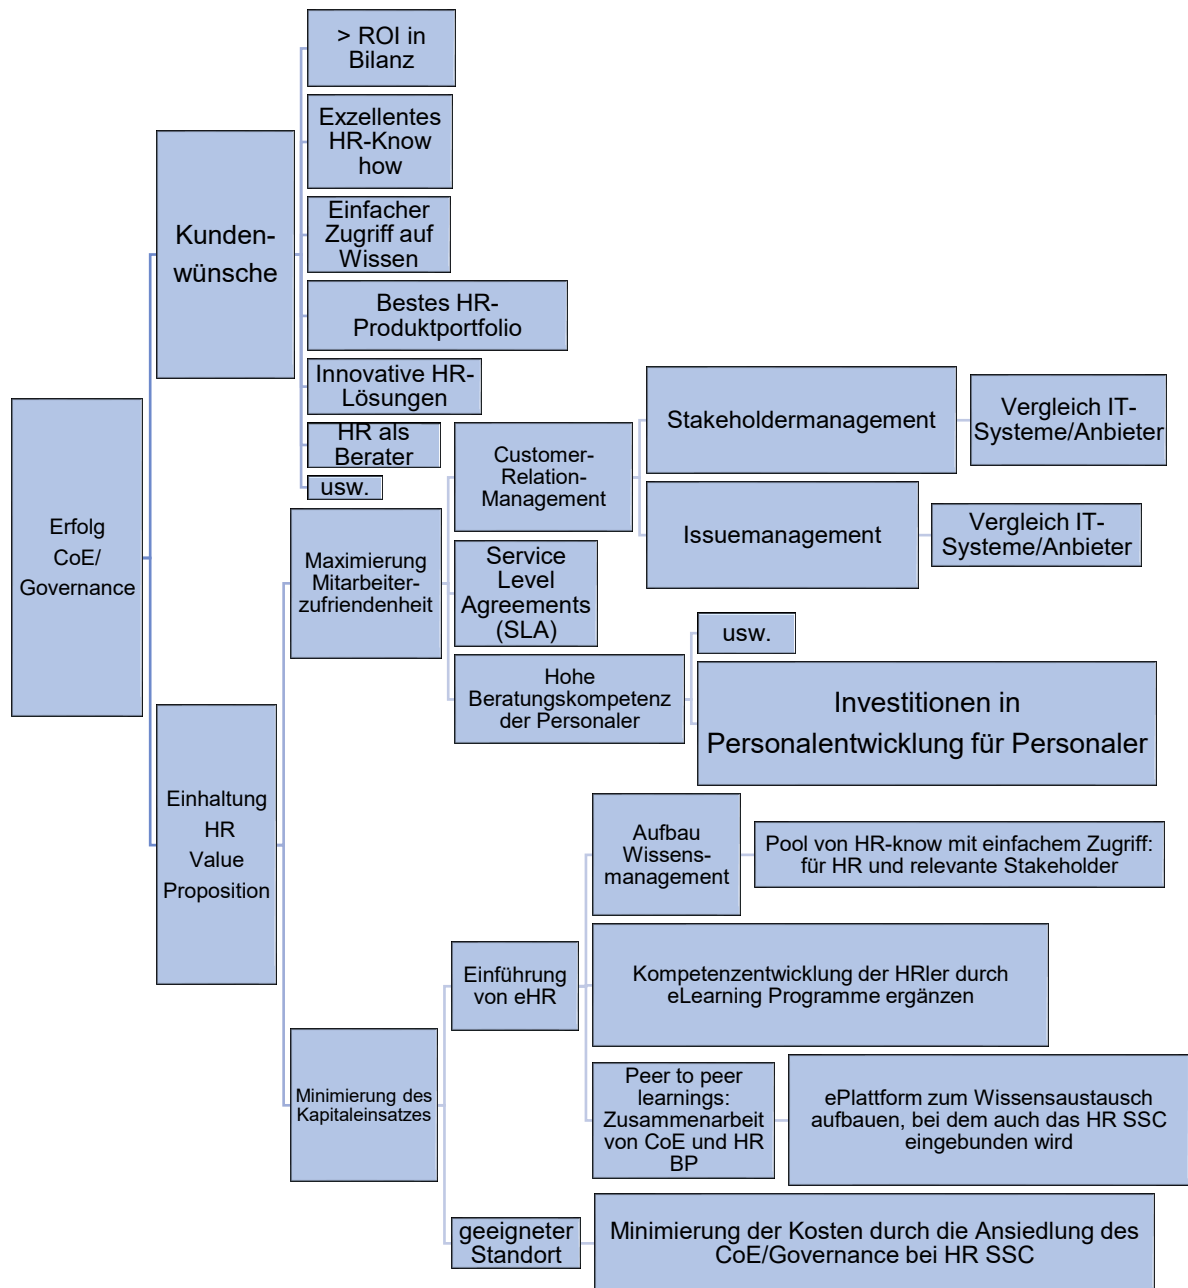 > ROI in
Bilanz
Exzellentes
HR-Know
how
Einfacher
Zugriff auf
Wissen
Kunden-
wünsche
Bestes HR-
Produktportfolio
Innovative HR-
Lösungen
HR als
Berater
usw.
Erfolg
CoE/
Governance
Customer-
Relation-
Management
Stakeholdermanagement
Vergleich IT-
Systeme/Anbieter
Issuemanagement
Vergleich IT-
Systeme/Anbieter
Maximierung
Mitarbeiter-
zufriendenheit
Service
Level
Agreements
(SLA)
Hohe
Beratungskompetenz
der Personaler
usw.
Investitionen in
Personalentwicklung für Personaler
Einhaltung
HR
Value
Proposition
Aufbau
Wissens-
management
Pool von HR-know mit einfachem Zugriff:
für HR und relevante Stakeholder
Einführung
von eHR
Kompetenzentwicklung der HRler durch
eLearning Programme ergänzen
Minimierung des
Kapitaleinsatzes
Peer to peer
learnings:
Zusammenarbeit
von CoE und HR
BP
ePlattform zum Wissensaustausch
aufbauen, bei dem auch das HR SSC
eingebunden wird
geeigneter
Standort
Minimierung der Kosten durch die Ansiedlung des
CoE/Governance bei HR SSC